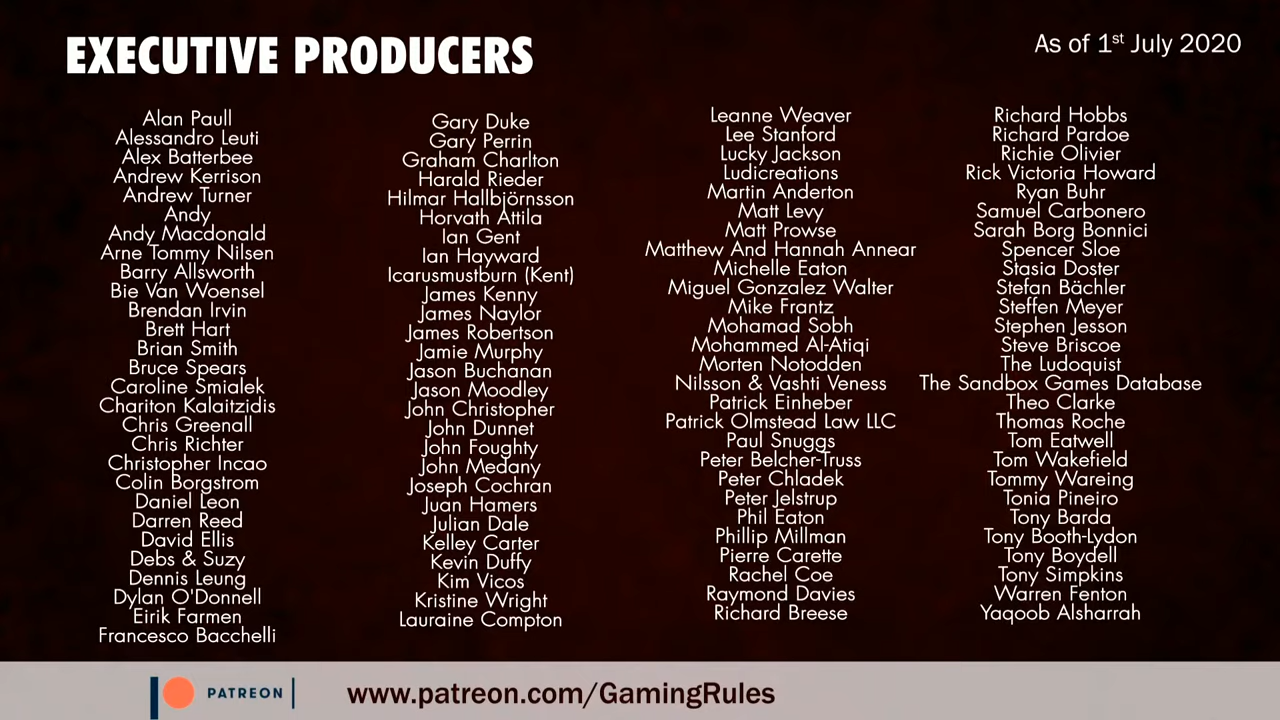 EXECUTIVE PRODUCERS
As of 1st July 2020
Alan Paull
Alessandro Leuti
Alex Batterbee
Andrew Kerrison
Andrew Turner
Andy
Andy Macdonald
Arne Tommy Nilsen
Barry Allsworth
Bie Van Woensel
Brendan Irvin
Brett Hart
Brian Smith
Bruce Spears
Caroline Smialek
Chariton Kalaitzidis
Chris Greenall
Chris Richter
Christopher Incao
Colin Borgstrom
Daniel Leon
Darren Reed
David Ellis
Debs & Suzy
Dennis Leung
Dylan O'Donnell
Eirik Farmen
Francesco Bacchelli
Gary Duke
Gary Perrin
Graham Charlton
Harald Rieder
Hilmar Hallbjörnsson
Horvath Attila
Ian Gent
Ian Hayward
Icarusmustburn (Kent)
James Kenny
James Naylor
James Robertson
Jamie Murphy
Jason Buchanan
Jason Moodley
John Christopher
John Dunnet
John Foughty
John Medany
Joseph Cochran
Juan Hamers
Julian Dale
Kelley Carter
Kevin Duffy
Kim Vicos
Kristine Wright
Lauraine Compton
Leanne Weaver
Lee Stanford
Lucky Jackson
Ludicreations
Martin Anderton
Matt Levy
Matt Prowse
Matthew And Hannah Annear
Michelle Eaton
Miguel Gonzalez Walter
Mike Frantz
Mohamad Sobh
Mohammed Al-Atiqi
Morten Notodden
Nilsson & Vashti Veness
Patrick Einheber
Patrick Olmstead Law LLC
Paul Snuggs
Peter Belcher-Truss
Peter Chladek
Peter Jelstrup
Phil Eaton
Phillip Millman
Pierre Carette
Rachel Coe
Raymond Davies
Richard Breese
Richard Hobbs
Richard Pardoe
Richie Olivier
Rick Victoria Howard
Ryan Buhr
Samuel Carbonero
Sarah Borg Bonnici
Spencer Sloe
Stasia Doster
Stefan Bächler
Steffen Meyer
Stephen Jesson
Steve Briscoe
The Ludoquist
The Sandbox Games Database
Theo Clarke
Thomas Roche
Tom Eatwell
Tom Wakefield
Tommy Wareing
Tonia Pineiro
Tony Barda
Tony Booth-Lydon
Tony Boydell
Tony Simpkins
Warren Fenton
Yaqoob Alsharrah
PATREON
www.patreon.com/GamingRules